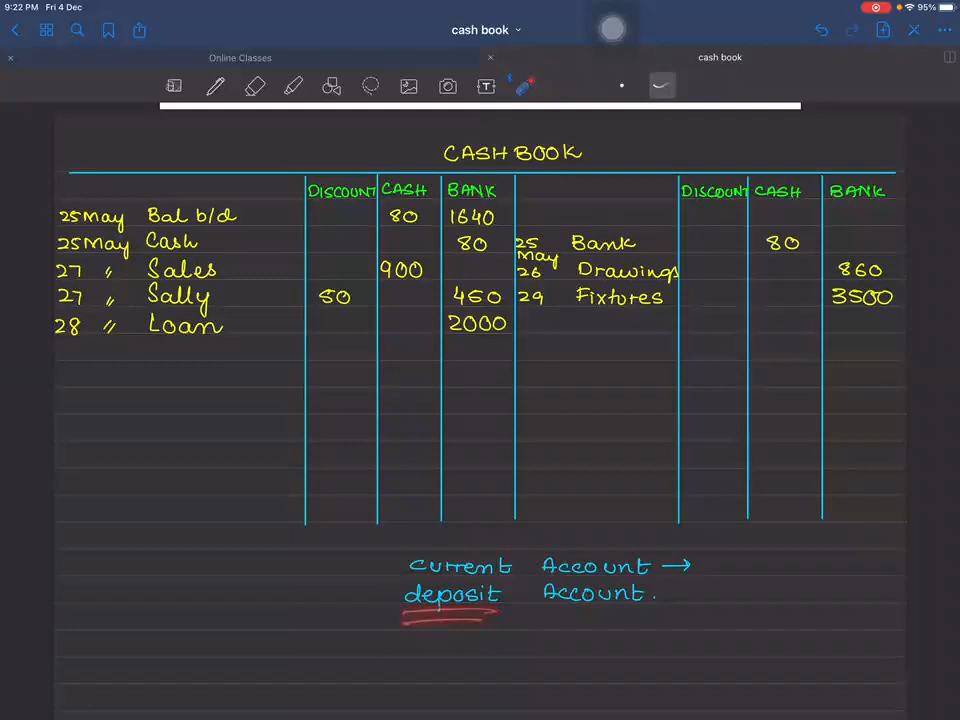 9:22 PM Fri 4 Dec 95%
cash book
Online Classes cash book
CASH BOOK
DISCOUNT CASH BANK DISCOUNT CASH BANK
25 May Bal b/d 80 1640
25 May Cash 80 25 May Bank 80
27 " Sales 900 26 Drawings 860
27 " Sally 50 450 29 Fixtures 3500
28 " Loan 2000
Current Account →
deposit Account.